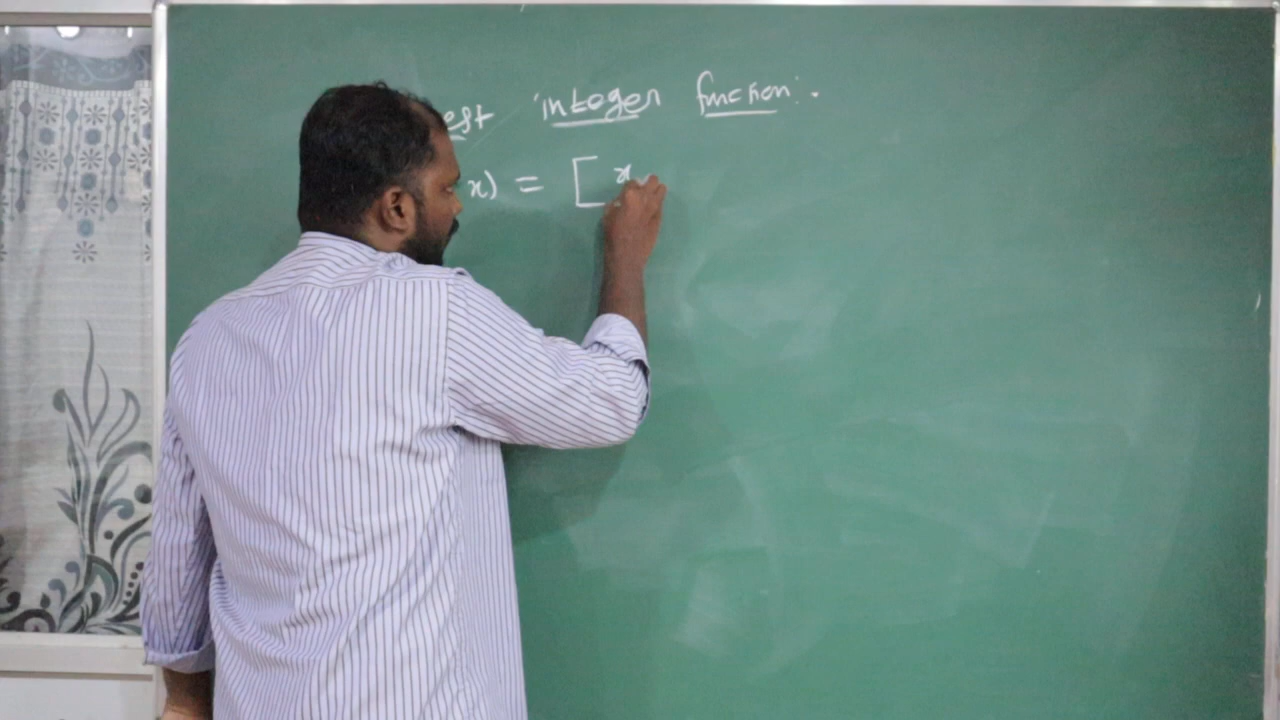 est integer function:.
x) = [x